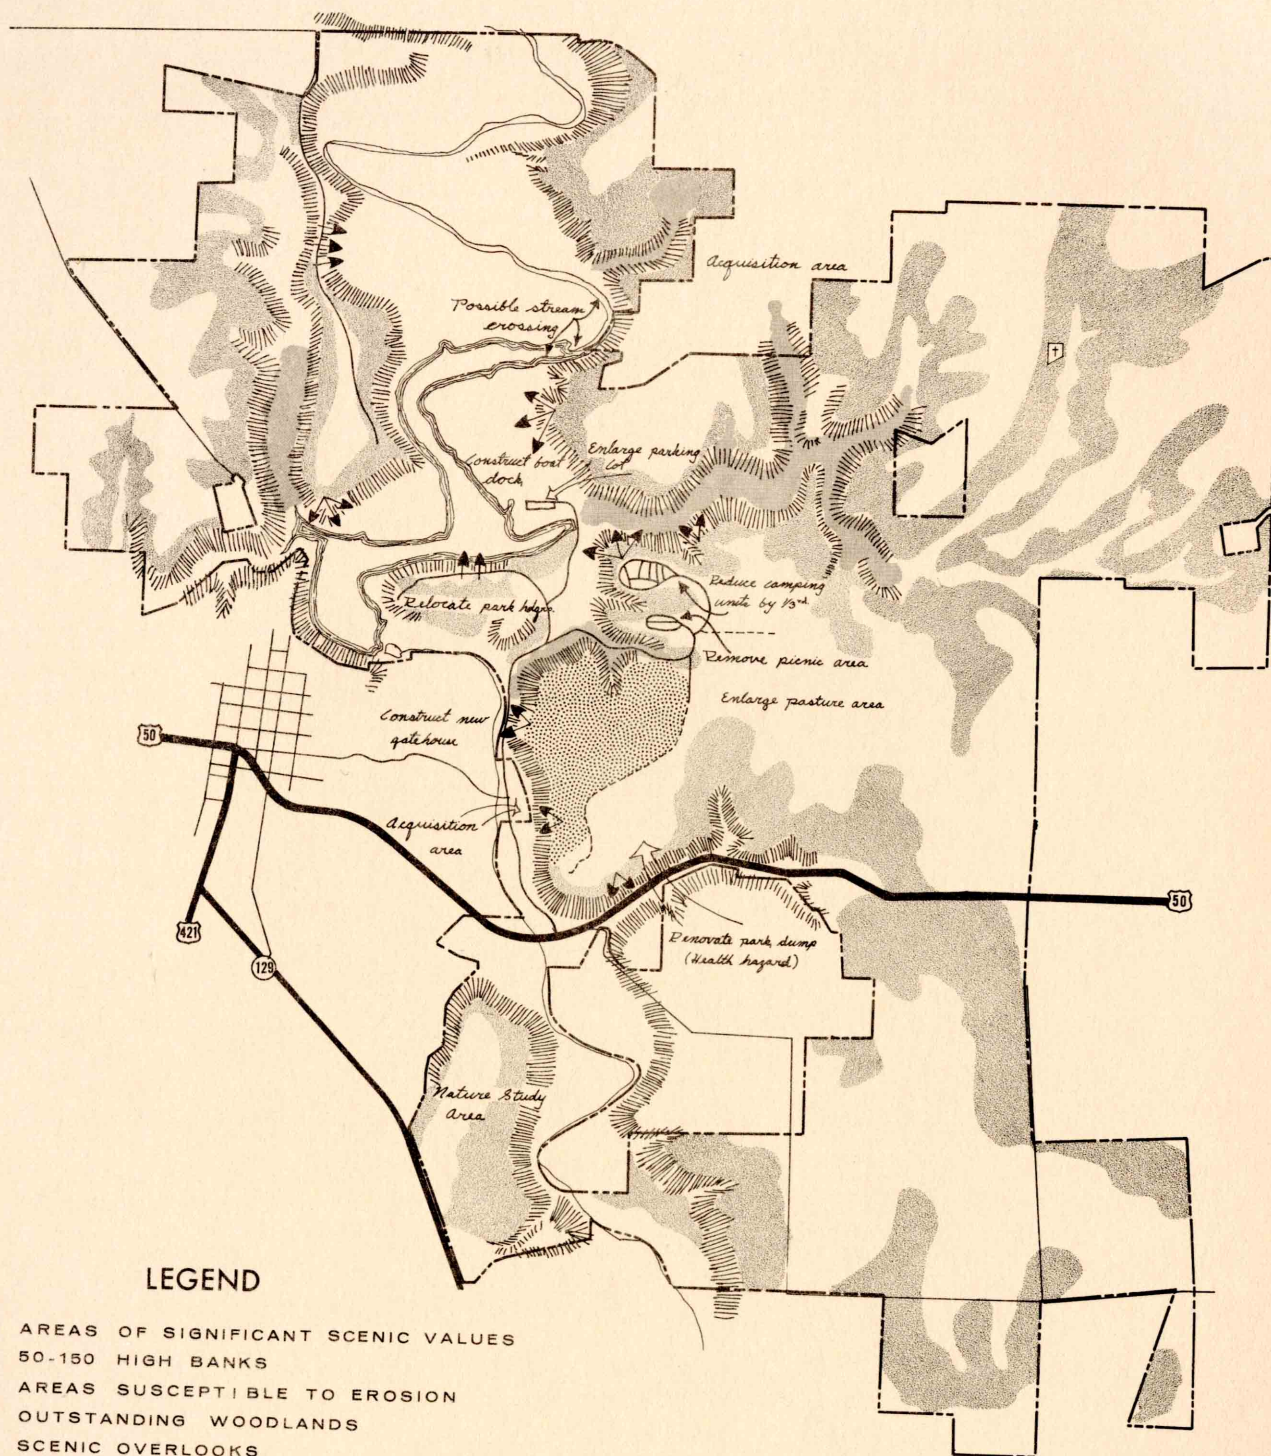 Acquisition area
Possible stream
crossing
Construct boat
dock
Enlarge parking
lot
Reduce camping
units by 1/3rd
Relocate park hdqrs.
Remove picnic area
Enlarge pasture area
Construct new
gatehouse
50
Acquisition
area
50
421
129
Renovate park dump
(Health hazard)
Nature Study
Area
LEGEND
AREAS OF SIGNIFICANT SCENIC VALUES
50-150 HIGH BANKS
AREAS SUSCEPTIBLE TO EROSION
OUTSTANDING WOODLANDS
SCENIC OVERLOOKS